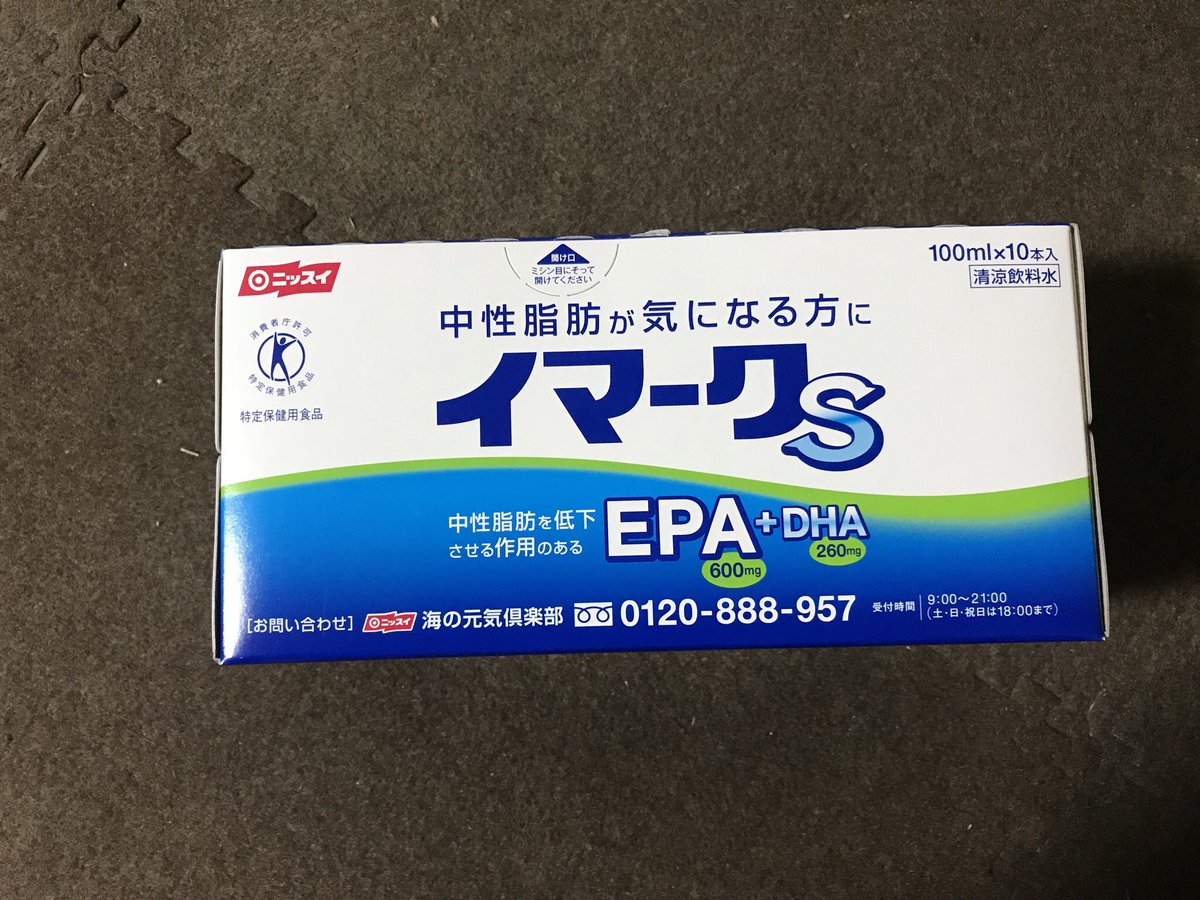 ニッスイ
開け口
ミシン目にそって
開けてください
100ml×10本入
清涼飲料水
消費者庁許可
特定保健用食品
特定保健用食品
中性脂肪が気になる方に
イマークS
中性脂肪を低下
させる作用のある
EPA+DHA
600mg
260mg
[お問い合わせ] ニッスイ 海の元気倶楽部 0120-888-957 受付時間
9:00～21:00
(土・日・祝日は18:00まで)